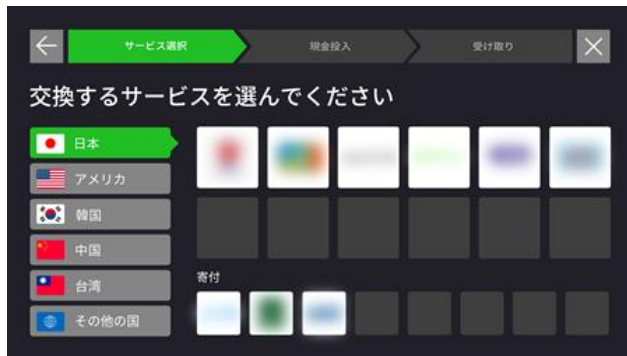 サービス選択
現金投入
受け取り
交換するサービスを選んでください
日本
アメリカ
韓国
中国
台湾
その他の国
寄付